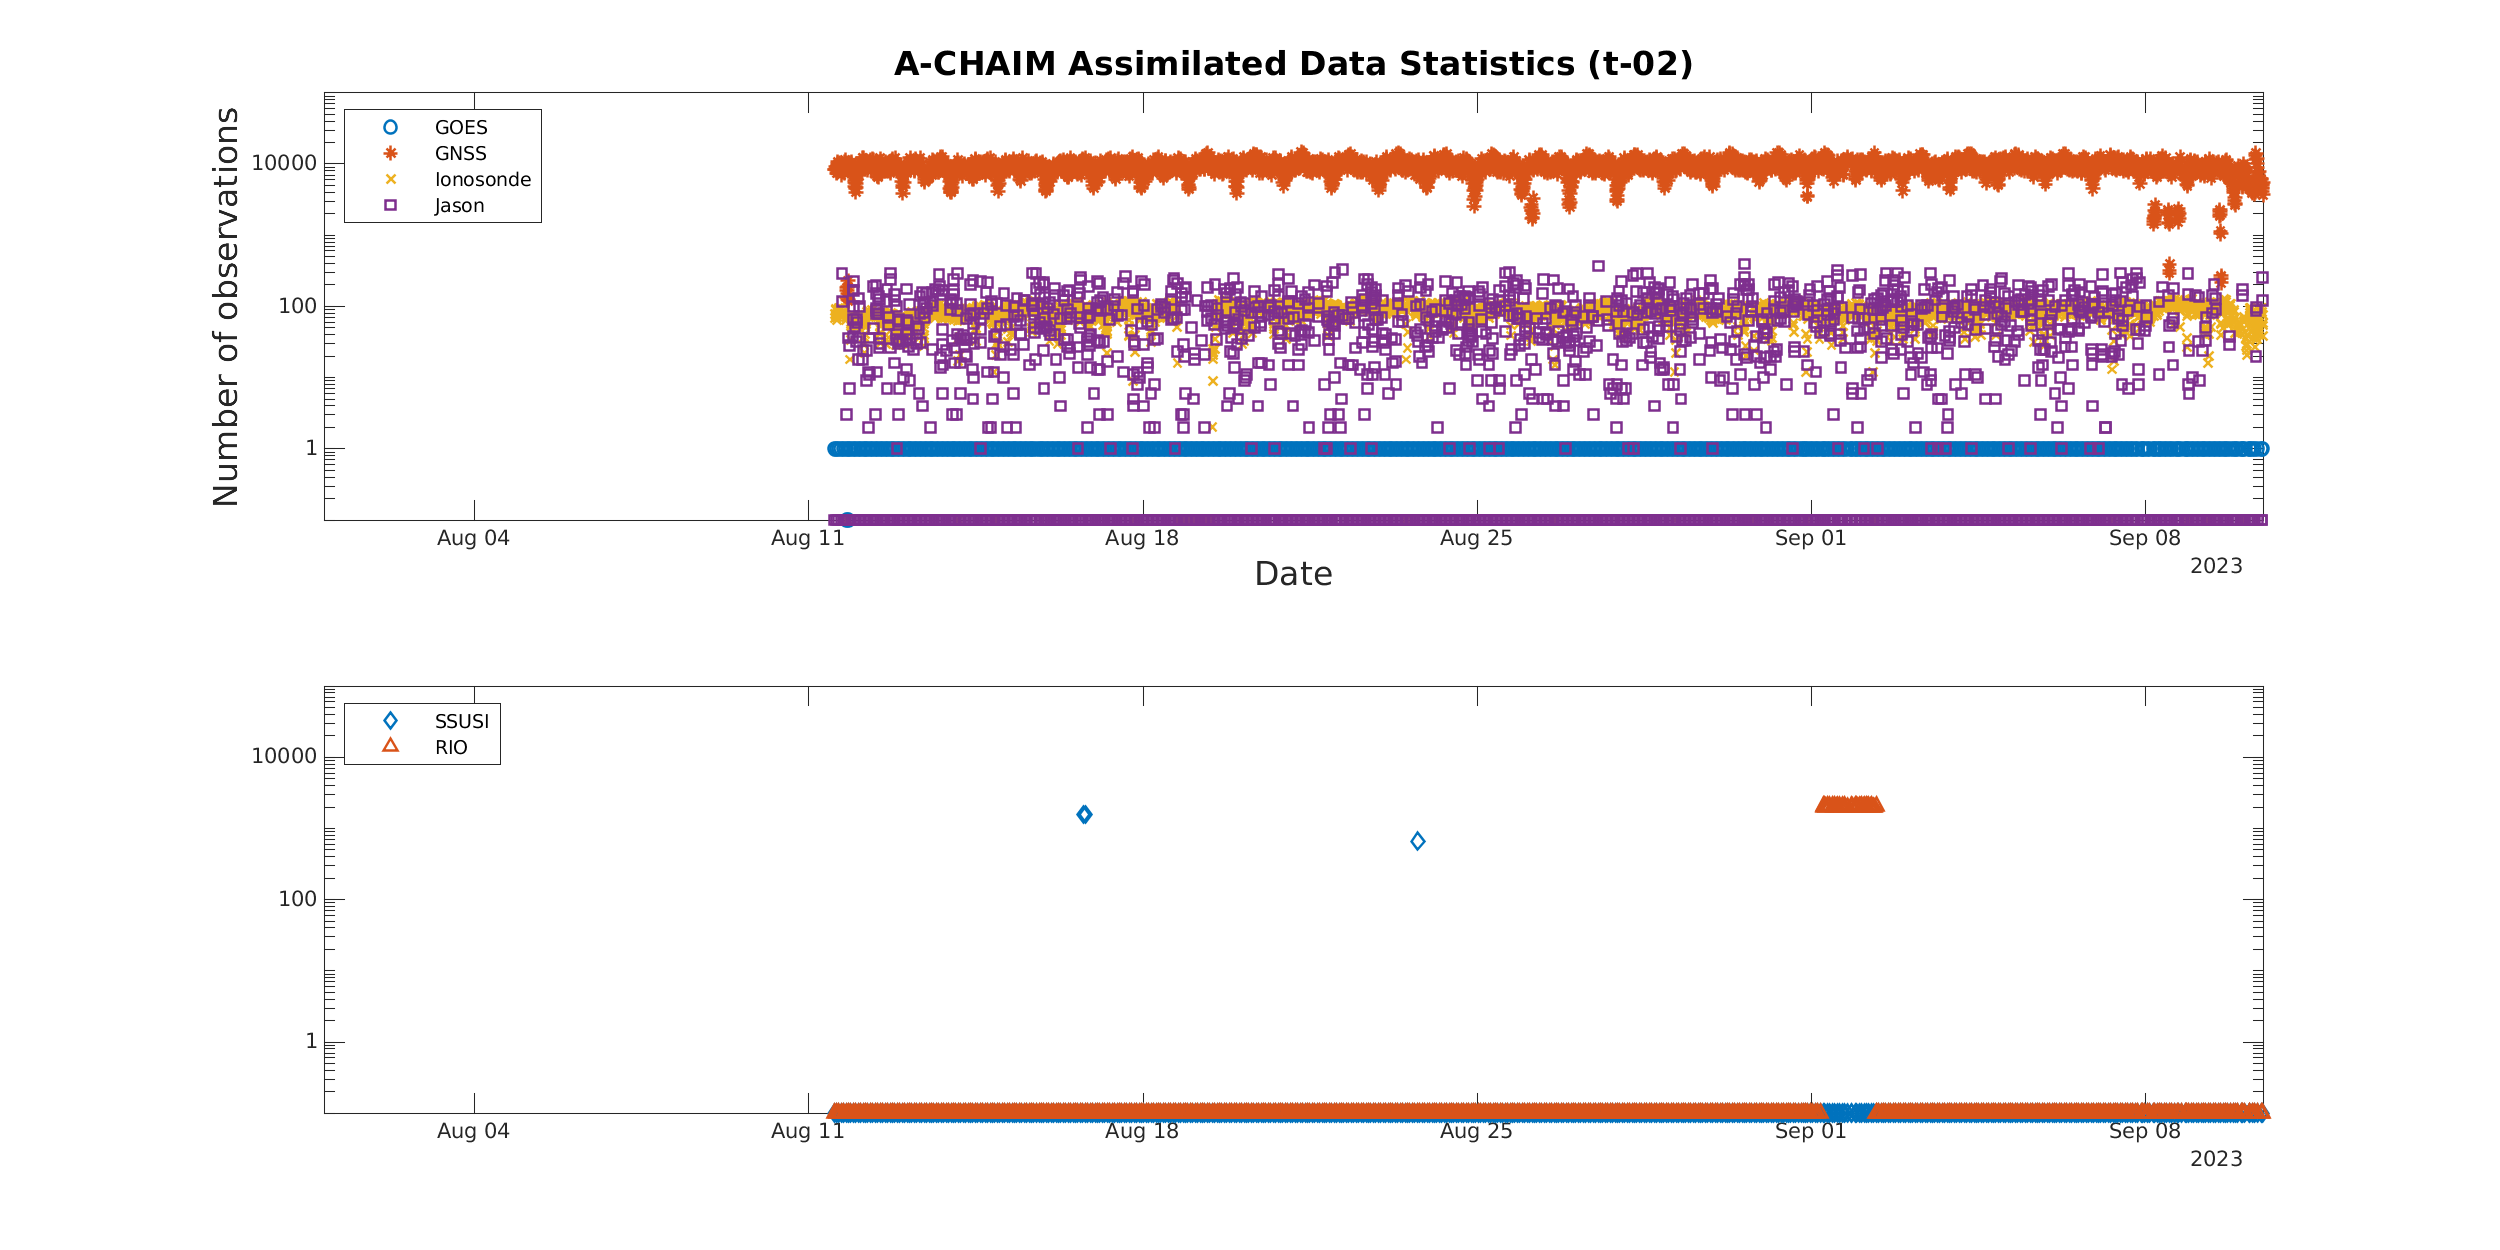 A-CHAIM Assimilated Data Statistics (t-02)
Number of observations
10000
100
1
GOES
GNSS
Ionosonde
Jason
Aug 04 Aug 11 Aug 18 Aug 25 Sep 01 Sep 08
2023
Date
10000
100
1
SSUSI
RIO
Aug 04 Aug 11 Aug 18 Aug 25 Sep 01 Sep 08
2023